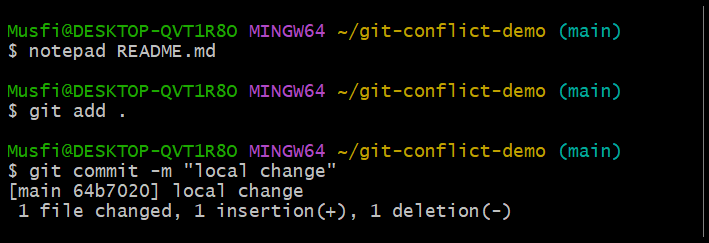 Musfi@DESKTOP-QVT1R8O MINGW64 ~/git-conflict-demo (main)
$ notepad README.md
Musfi@DESKTOP-QVT1R8O MINGW64 ~/git-conflict-demo (main)
$ git add .
Musfi@DESKTOP-QVT1R8O MINGW64 ~/git-conflict-demo (main)
$ git commit -m "local change"
[main 64b7020] local change
 1 file changed, 1 insertion(+), 1 deletion(-)